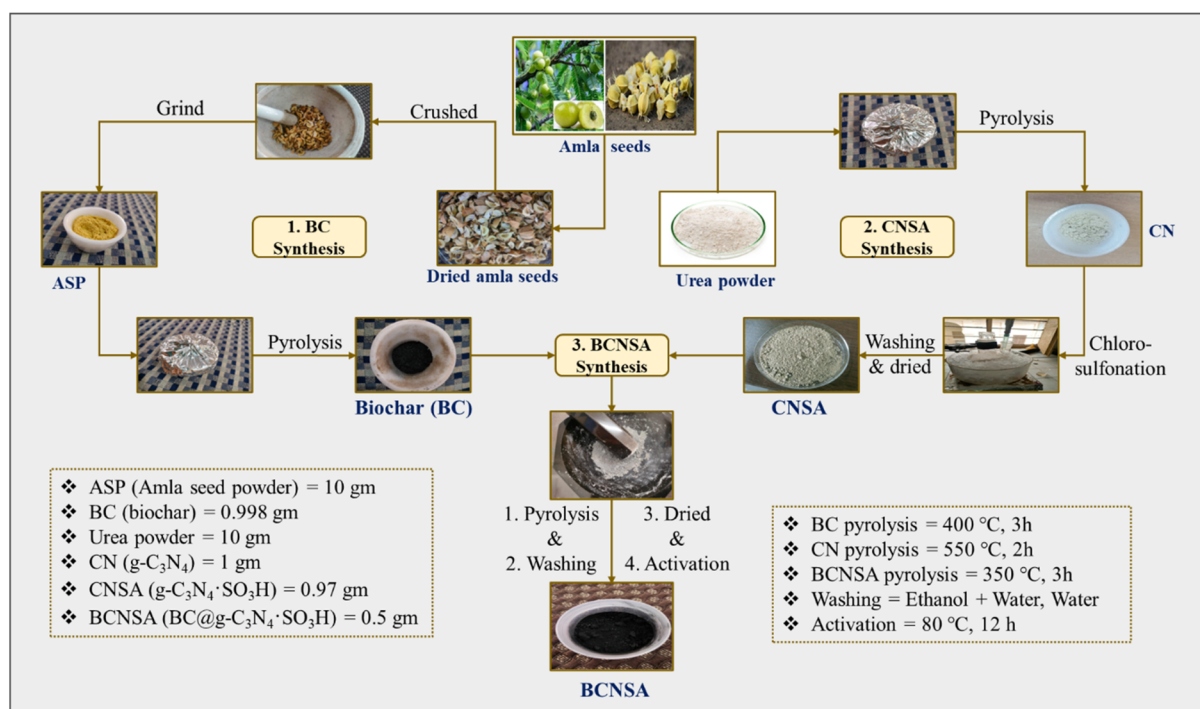 Amla seeds
Grind
Crushed
Pyrolysis
1. BC
Synthesis
2. CNSA
Synthesis
ASP
Dried amla seeds
Urea powder
CN
Pyrolysis
3. BCNSA
Synthesis
Washing
& dried
Chloro-
sulfonation
Biochar (BC)
CNSA
❖ ASP (Amla seed powder) = 10 gm
❖ BC (biochar) = 0.998 gm
❖ Urea powder = 10 gm
❖ CN (g-C₃N₄) = 1 gm
❖ CNSA (g-C₃N₄·SO₃H) = 0.97 gm
❖ BCNSA (BC@g-C₃N₄·SO₃H) = 0.5 gm
1. Pyrolysis
&
2. Washing
3. Dried
&
4. Activation
❖ BC pyrolysis = 400 °C, 3h
❖ CN pyrolysis = 550 °C, 2h
❖ BCNSA pyrolysis = 350 °C, 3h
❖ Washing = Ethanol + Water, Water
❖ Activation = 80 °C, 12 h
BCNSA